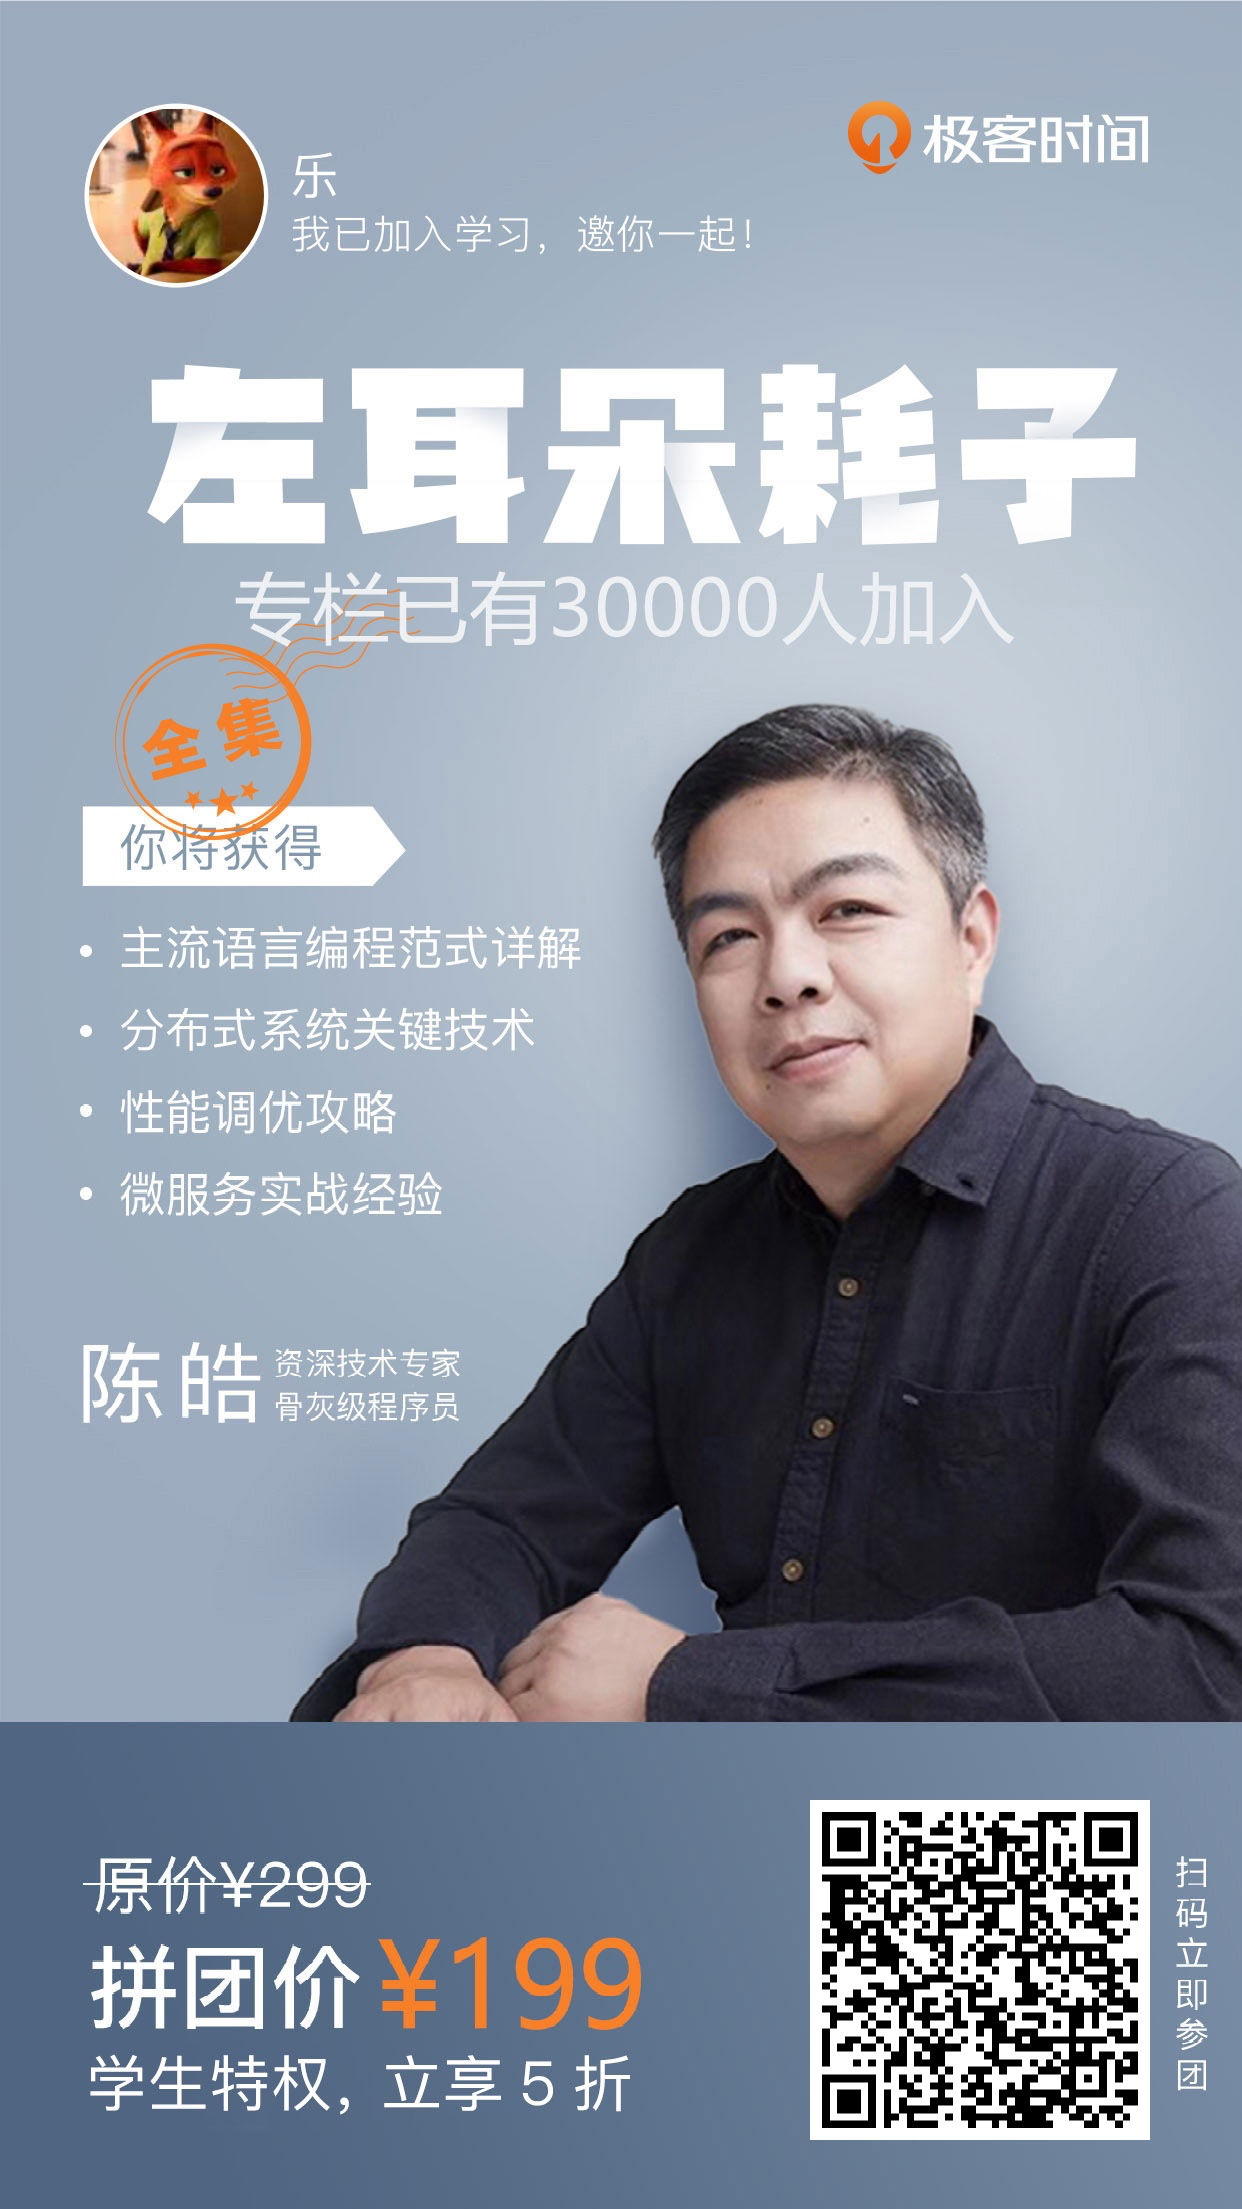 极客时间
乐
我已加入学习，邀你一起！
左耳朵耗子
专栏已有30000人加入
全集
你将获得
• 主流语言编程范式详解
• 分布式系统关键技术
• 性能调优攻略
• 微服务实战经验
陈皓
资深技术专家
骨灰级程序员
原价¥299
拼团价¥199
学生特权，立享5折
扫码立即参团